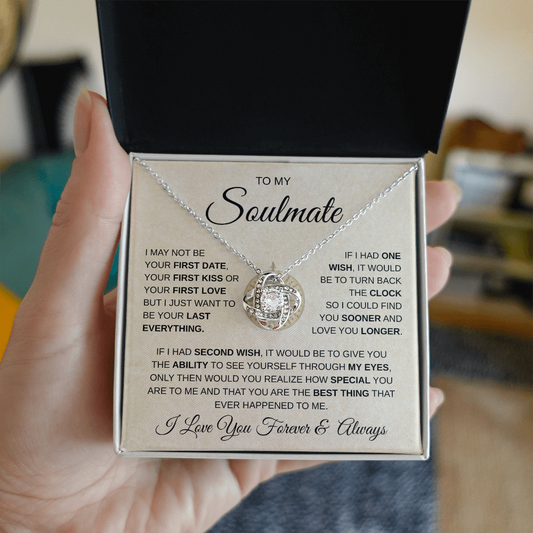 TO MY
Soulmate
I MAY NOT BE
YOUR FIRST DATE,
YOUR FIRST KISS OR
YOUR FIRST LOVE
BUT I JUST WANT TO
BE YOUR LAST
EVERYTHING.
IF I HAD ONE
WISH, IT WOULD
BE TO TURN BACK
THE CLOCK
SO I COULD FIND
YOU SOONER AND
LOVE YOU LONGER.
IF I HAD SECOND WISH, IT WOULD BE TO GIVE YOU
THE ABILITY TO SEE YOURSELF THROUGH MY EYES,
ONLY THEN WOULD YOU REALIZE HOW SPECIAL YOU
ARE TO ME AND THAT YOU ARE THE BEST THING THAT
EVER HAPPENED TO ME.
I Love You Forever & Always